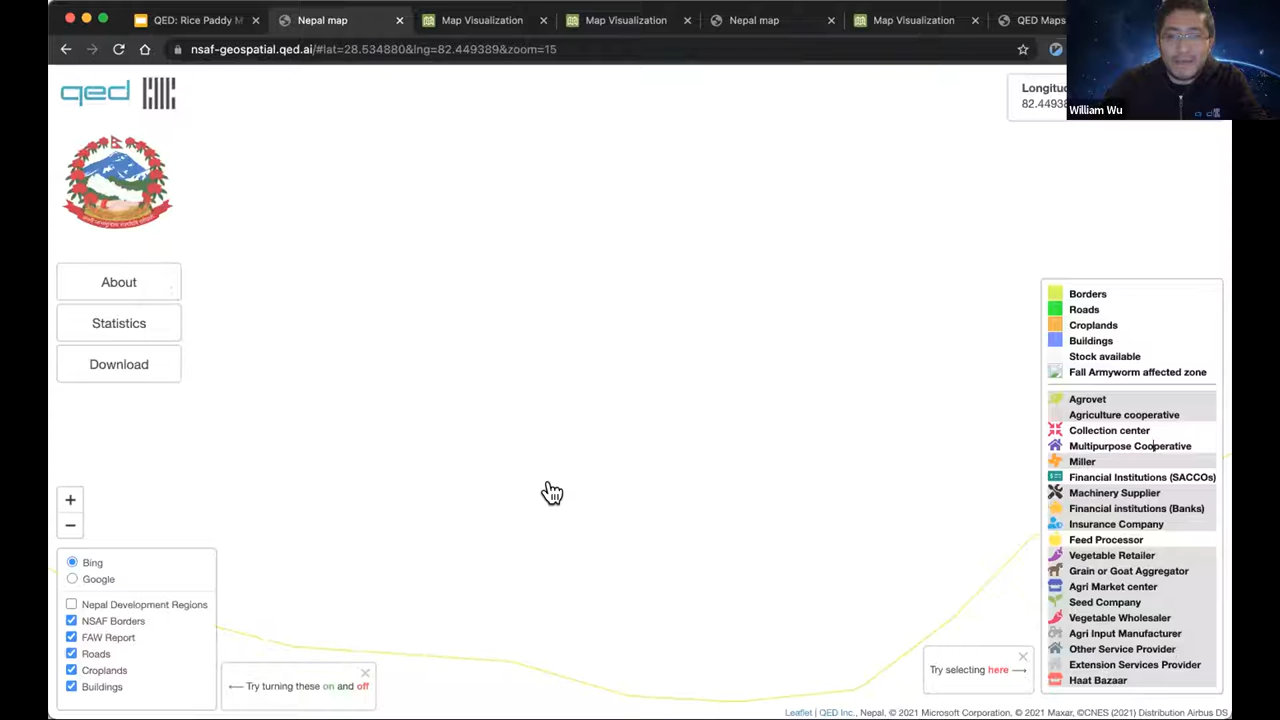 QED: Rice Paddy M
Nepal map
Map Visualization
Map Visualization
Nepal map
Map Visualization
QED Maps
nsaf-geospatial.qed.ai/#lat=28.534880&lng=82.449389&zoom=15
qed
Longitu
82.44938
William Wu
About
Statistics
Download
Borders
Roads
Croplands
Buildings
Stock available
Fall Armyworm affected zone
Agrovet
Agriculture cooperative
Collection center
Multipurpose Cooperative
Miller
Financial Institutions (SACCOs)
Machinery Supplier
Financial institutions (Banks)
Insurance Company
Feed Processor
Vegetable Retailer
Grain or Goat Aggregator
Agri Market center
Seed Company
Vegetable Wholesaler
Agri Input Manufacturer
Other Service Provider
Extension Services Provider
Haat Bazaar
+
−
Bing
Google
Nepal Development Regions
NSAF Borders
FAW Report
Roads
Croplands
Buildings
⟵ Try turning these on and off
Try selecting here ⟶
Leaflet | QED Inc., Nepal, © 2021 Microsoft Corporation, © 2021 Maxar, ©CNES (2021) Distribution Airbus DS